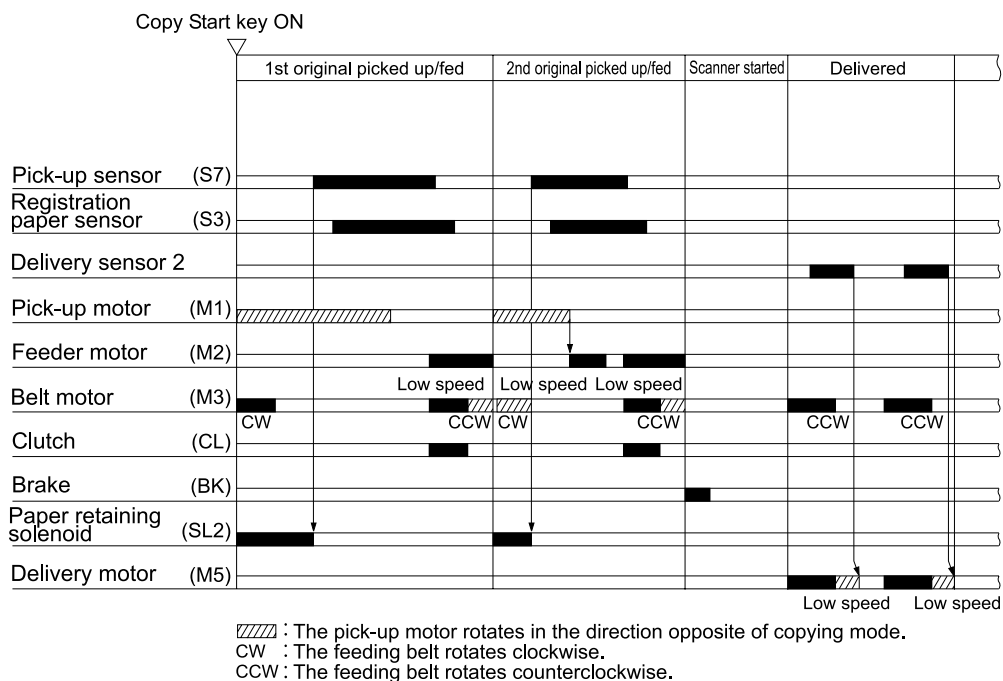 Copy Start key ON
1st original picked up/fed
2nd original picked up/fed
Scanner started
Delivered
Pick-up sensor (S7)
Registration
paper sensor (S3)
Delivery sensor 2
Pick-up motor (M1)
Feeder motor (M2)
Low speed Low speed Low speed
Belt motor (M3)
CW CCW CW CCW CCW CCW
Clutch (CL)
Brake (BK)
Paper retaining
solenoid (SL2)
Delivery motor (M5)
Low speed Low speed
: The pick-up motor rotates in the direction opposite of copying mode.
CW : The feeding belt rotates clockwise.
CCW : The feeding belt rotates counterclockwise.